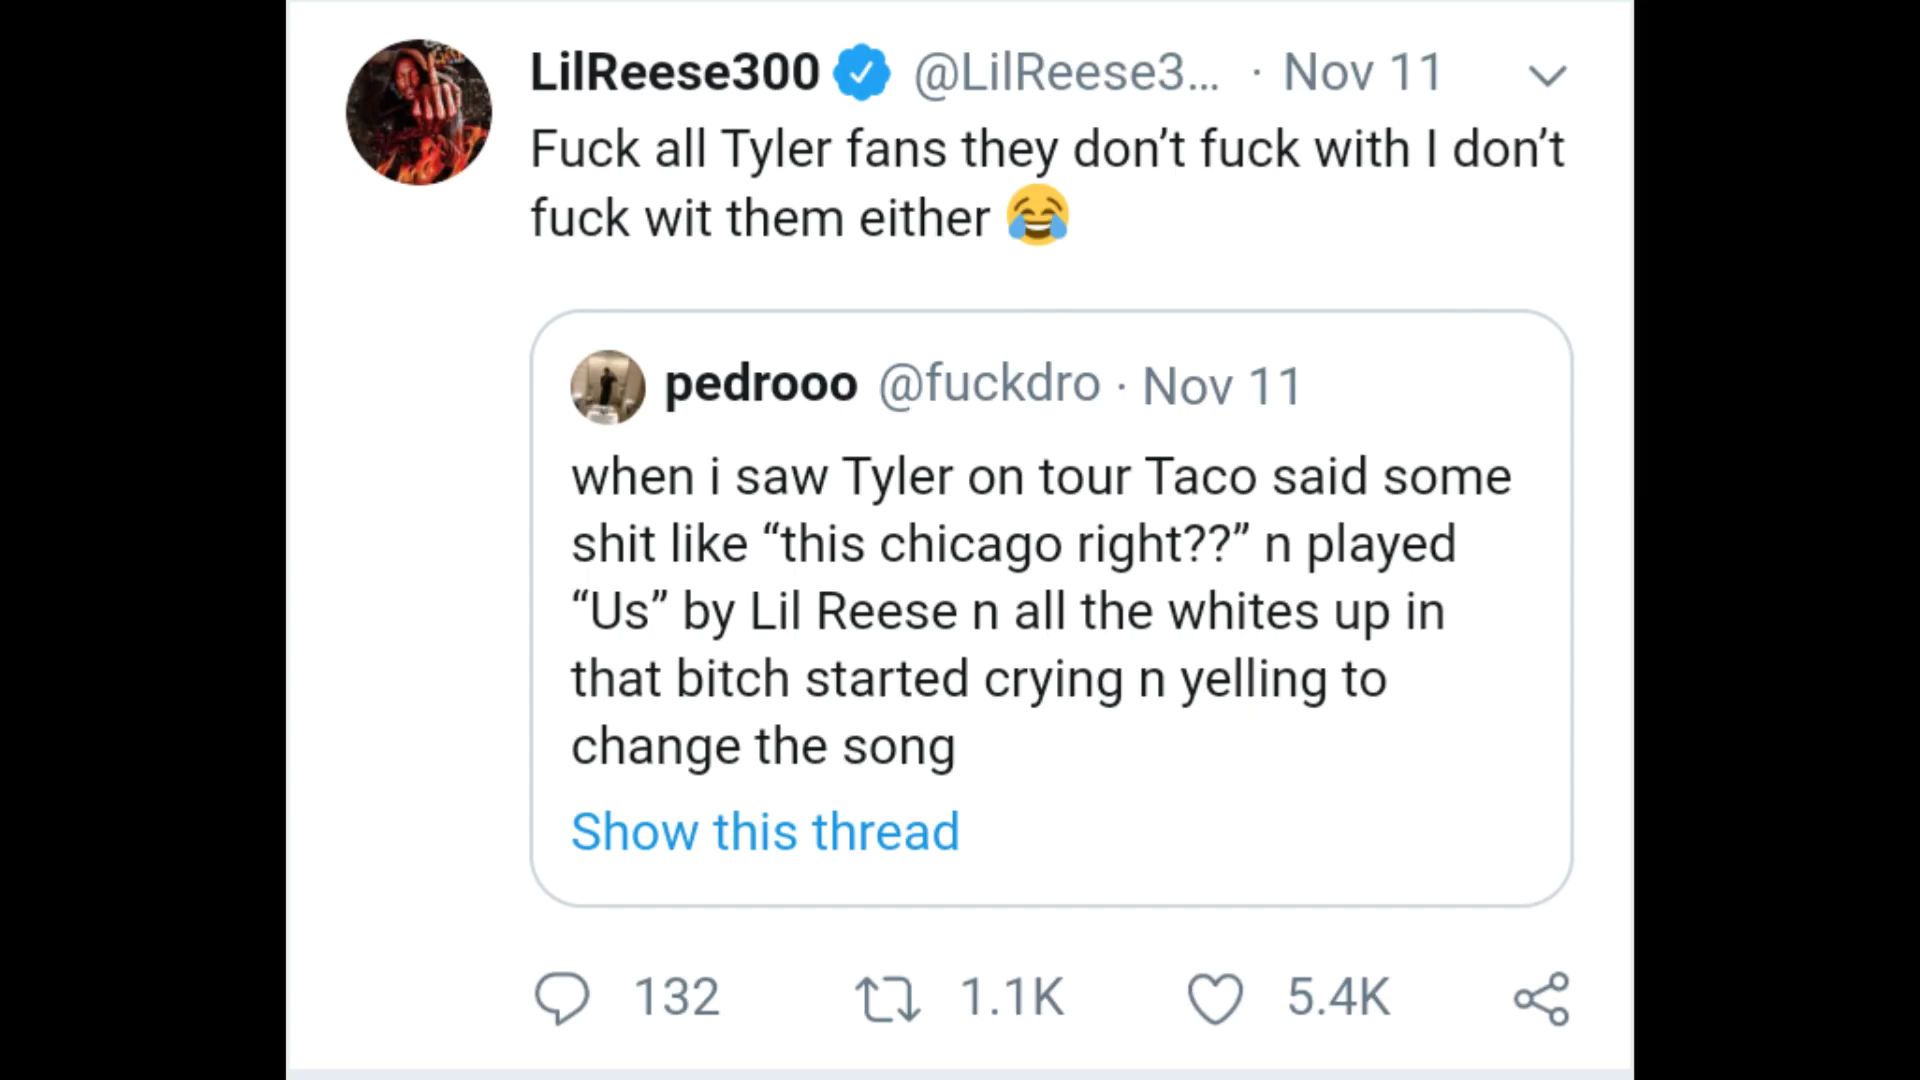 LilReese300 @LilReese3... · Nov 11
Fuck all Tyler fans they don’t fuck with I don’t
fuck wit them either 😂
pedrooo @fuckdro · Nov 11
when i saw Tyler on tour Taco said some
shit like “this chicago right??” n played
“Us” by Lil Reese n all the whites up in
that bitch started crying n yelling to
change the song
Show this thread
132 1.1K 5.4K